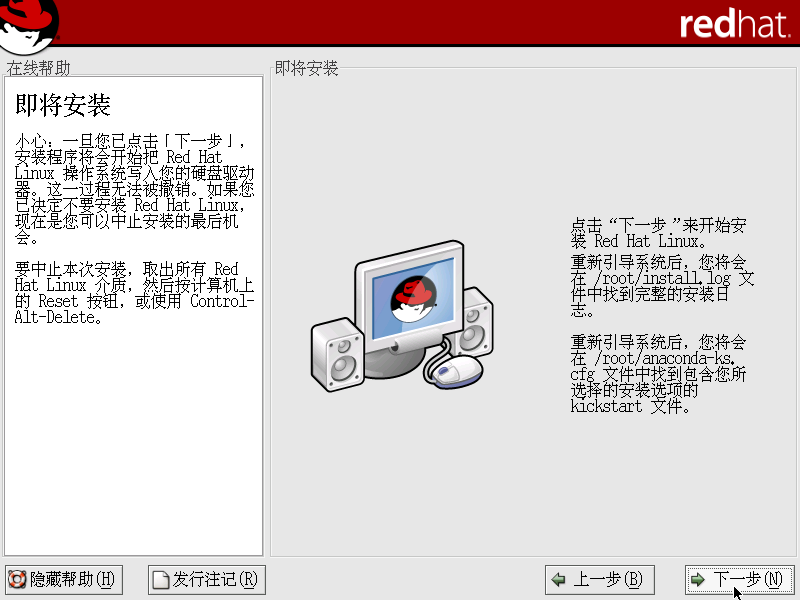 redhat.
在线帮助
即将安装
小心：一旦您已点击「下一步」，
安装程序将会开始把 Red Hat
Linux 操作系统写入您的硬盘驱动
器。这一过程无法被撤销。如果您
已决定不要安装 Red Hat Linux，
现在是您可以中止安装的最后机
会。
要中止本次安装，取出所有 Red
Hat Linux 介质，然后按计算机上
的 Reset 按钮，或使用 Control-
Alt-Delete。
即将安装
点击“下一步 ”来开始安
装 Red Hat Linux。
重新引导系统后，您将会
在 /root/install.log 文
件中找到完整的安装日
志。
重新引导系统后，您将会
在 /root/anaconda-ks.
cfg 文件中找到包含您所
选择的安装选项的
kickstart 文件。
隐藏帮助(H)
发行注记(R)
上一步(B)
下一步(N)